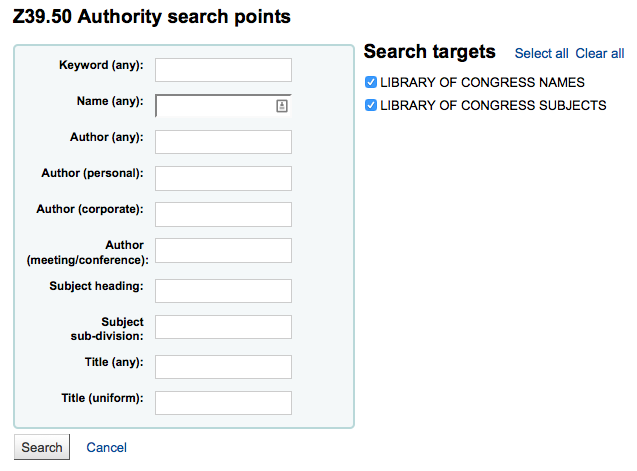 Z39.50 Authority search points
Keyword (any):
Name (any):
Author (any):
Author (personal):
Author (corporate):
Author
(meeting/conference):
Subject heading:
Subject
sub-division:
Title (any):
Title (uniform):
Search Cancel
Search targets Select all Clear all
LIBRARY OF CONGRESS NAMES
LIBRARY OF CONGRESS SUBJECTS